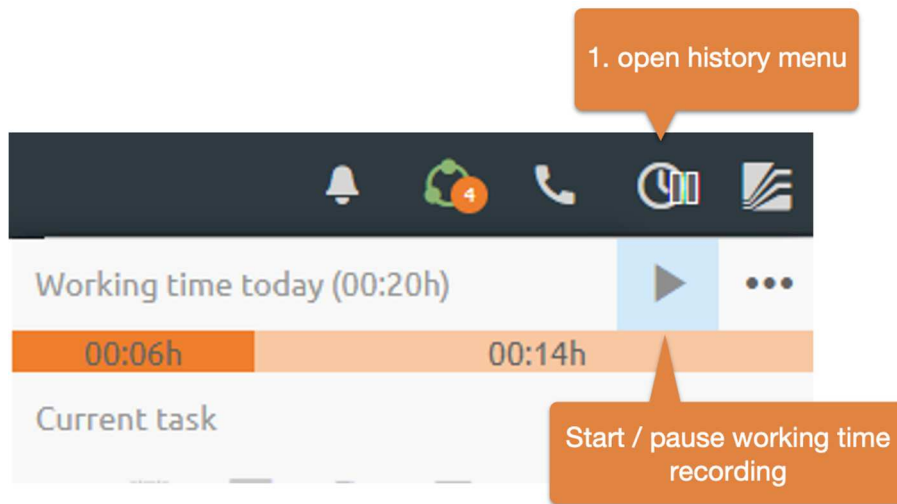 1. open history menu
4
Working time today (00:20h)
00:06h 00:14h
Current task
Start / pause working time
recording